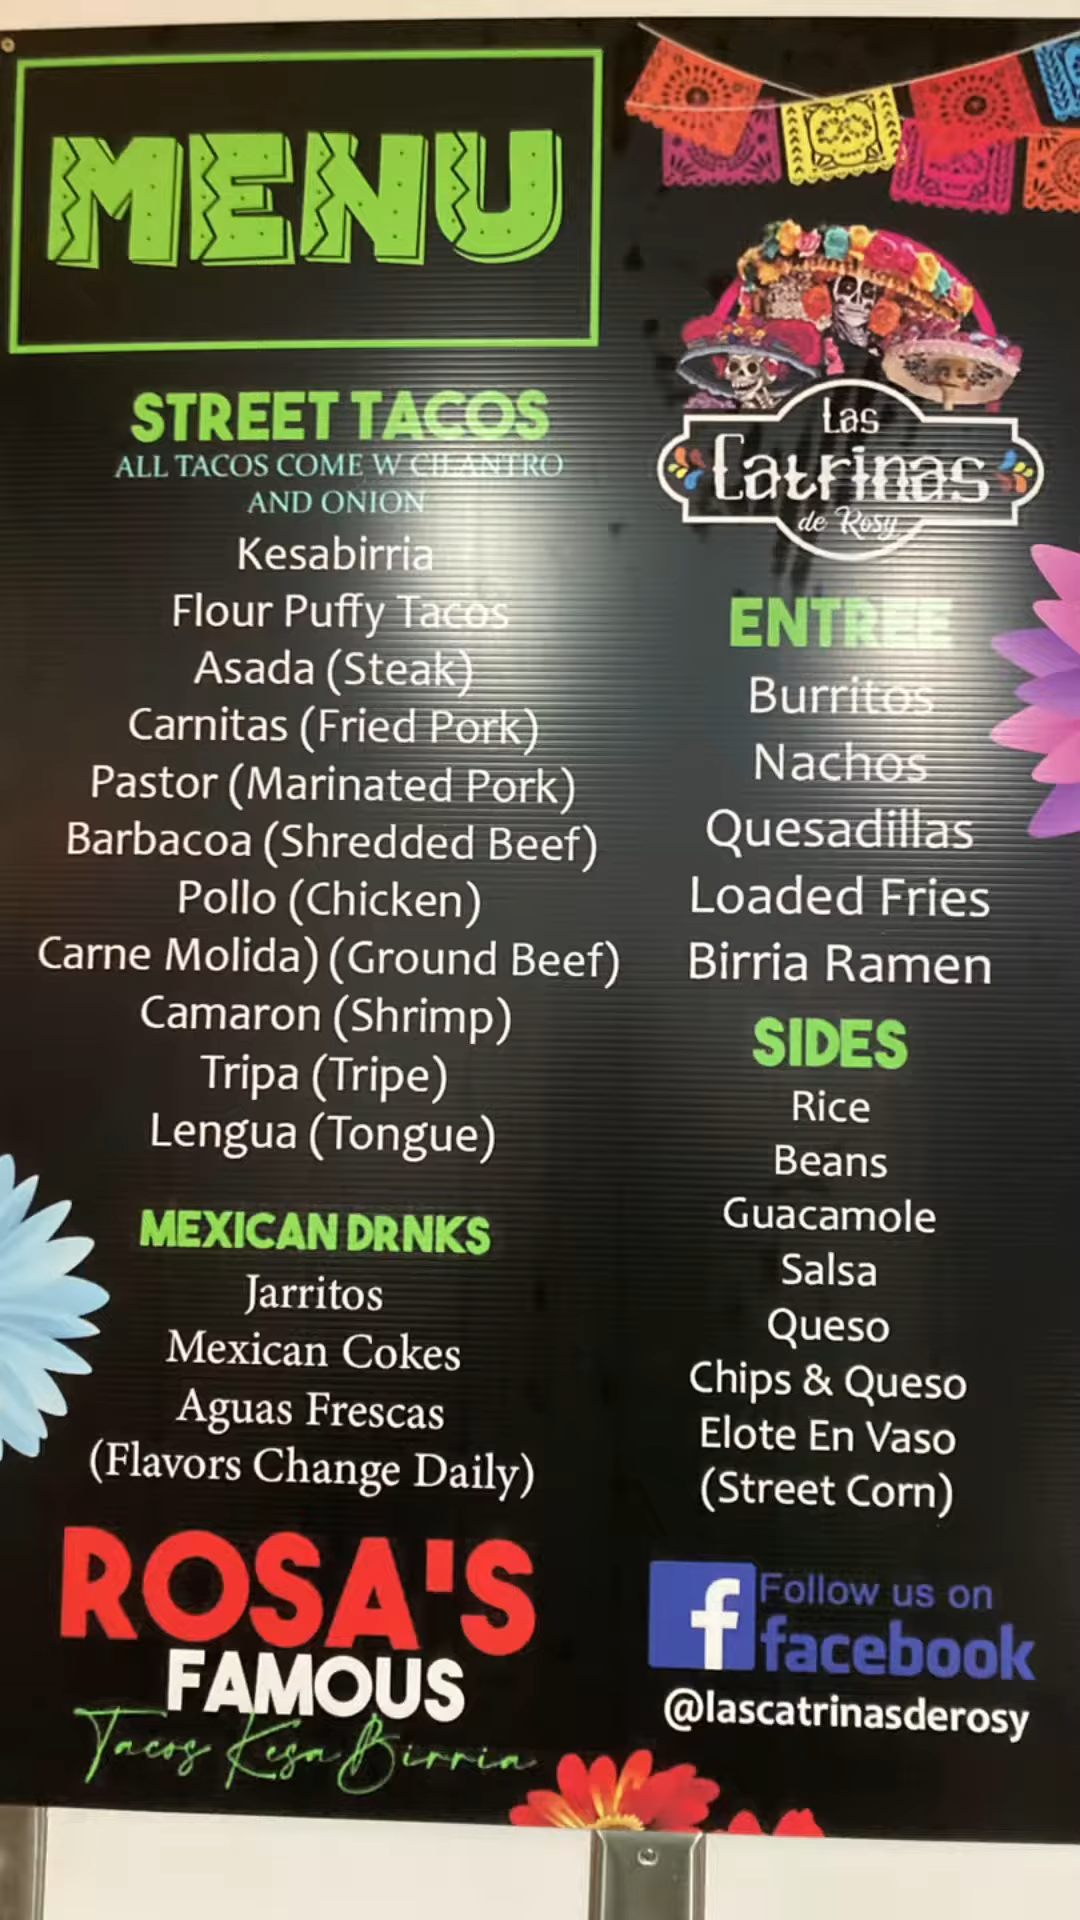 MENU
STREET TACOS
ALL TACOS COME W CILANTRO
AND ONION
Kesabirria
Flour Puffy Tacos
Asada (Steak)
Carnitas (Fried Pork)
Pastor (Marinated Pork)
Barbacoa (Shredded Beef)
Pollo (Chicken)
Carne Molida) (Ground Beef)
Camaron (Shrimp)
Tripa (Tripe)
Lengua (Tongue)
MEXICAN DRNKS
Jarritos
Mexican Cokes
Aguas Frescas
(Flavors Change Daily)
ROSA'S
FAMOUS
Tacos Kesa Birria
Las
Catrinas
de Rosy
ENTREE
Burritos
Nachos
Quesadillas
Loaded Fries
Birria Ramen
SIDES
Rice
Beans
Guacamole
Salsa
Queso
Chips & Queso
Elote En Vaso
(Street Corn)
f
Follow us on
facebook
@lascatrinasderosy